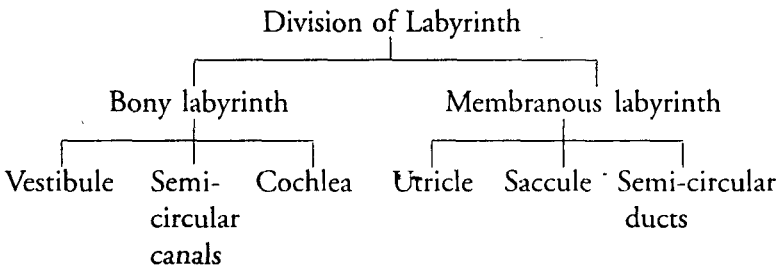 Division of Labyrinth
Bony labyrinth Membranous labyrinth
Vestibule Semi- Cochlea Utricle Saccule Semi-circular
circular ducts
canals